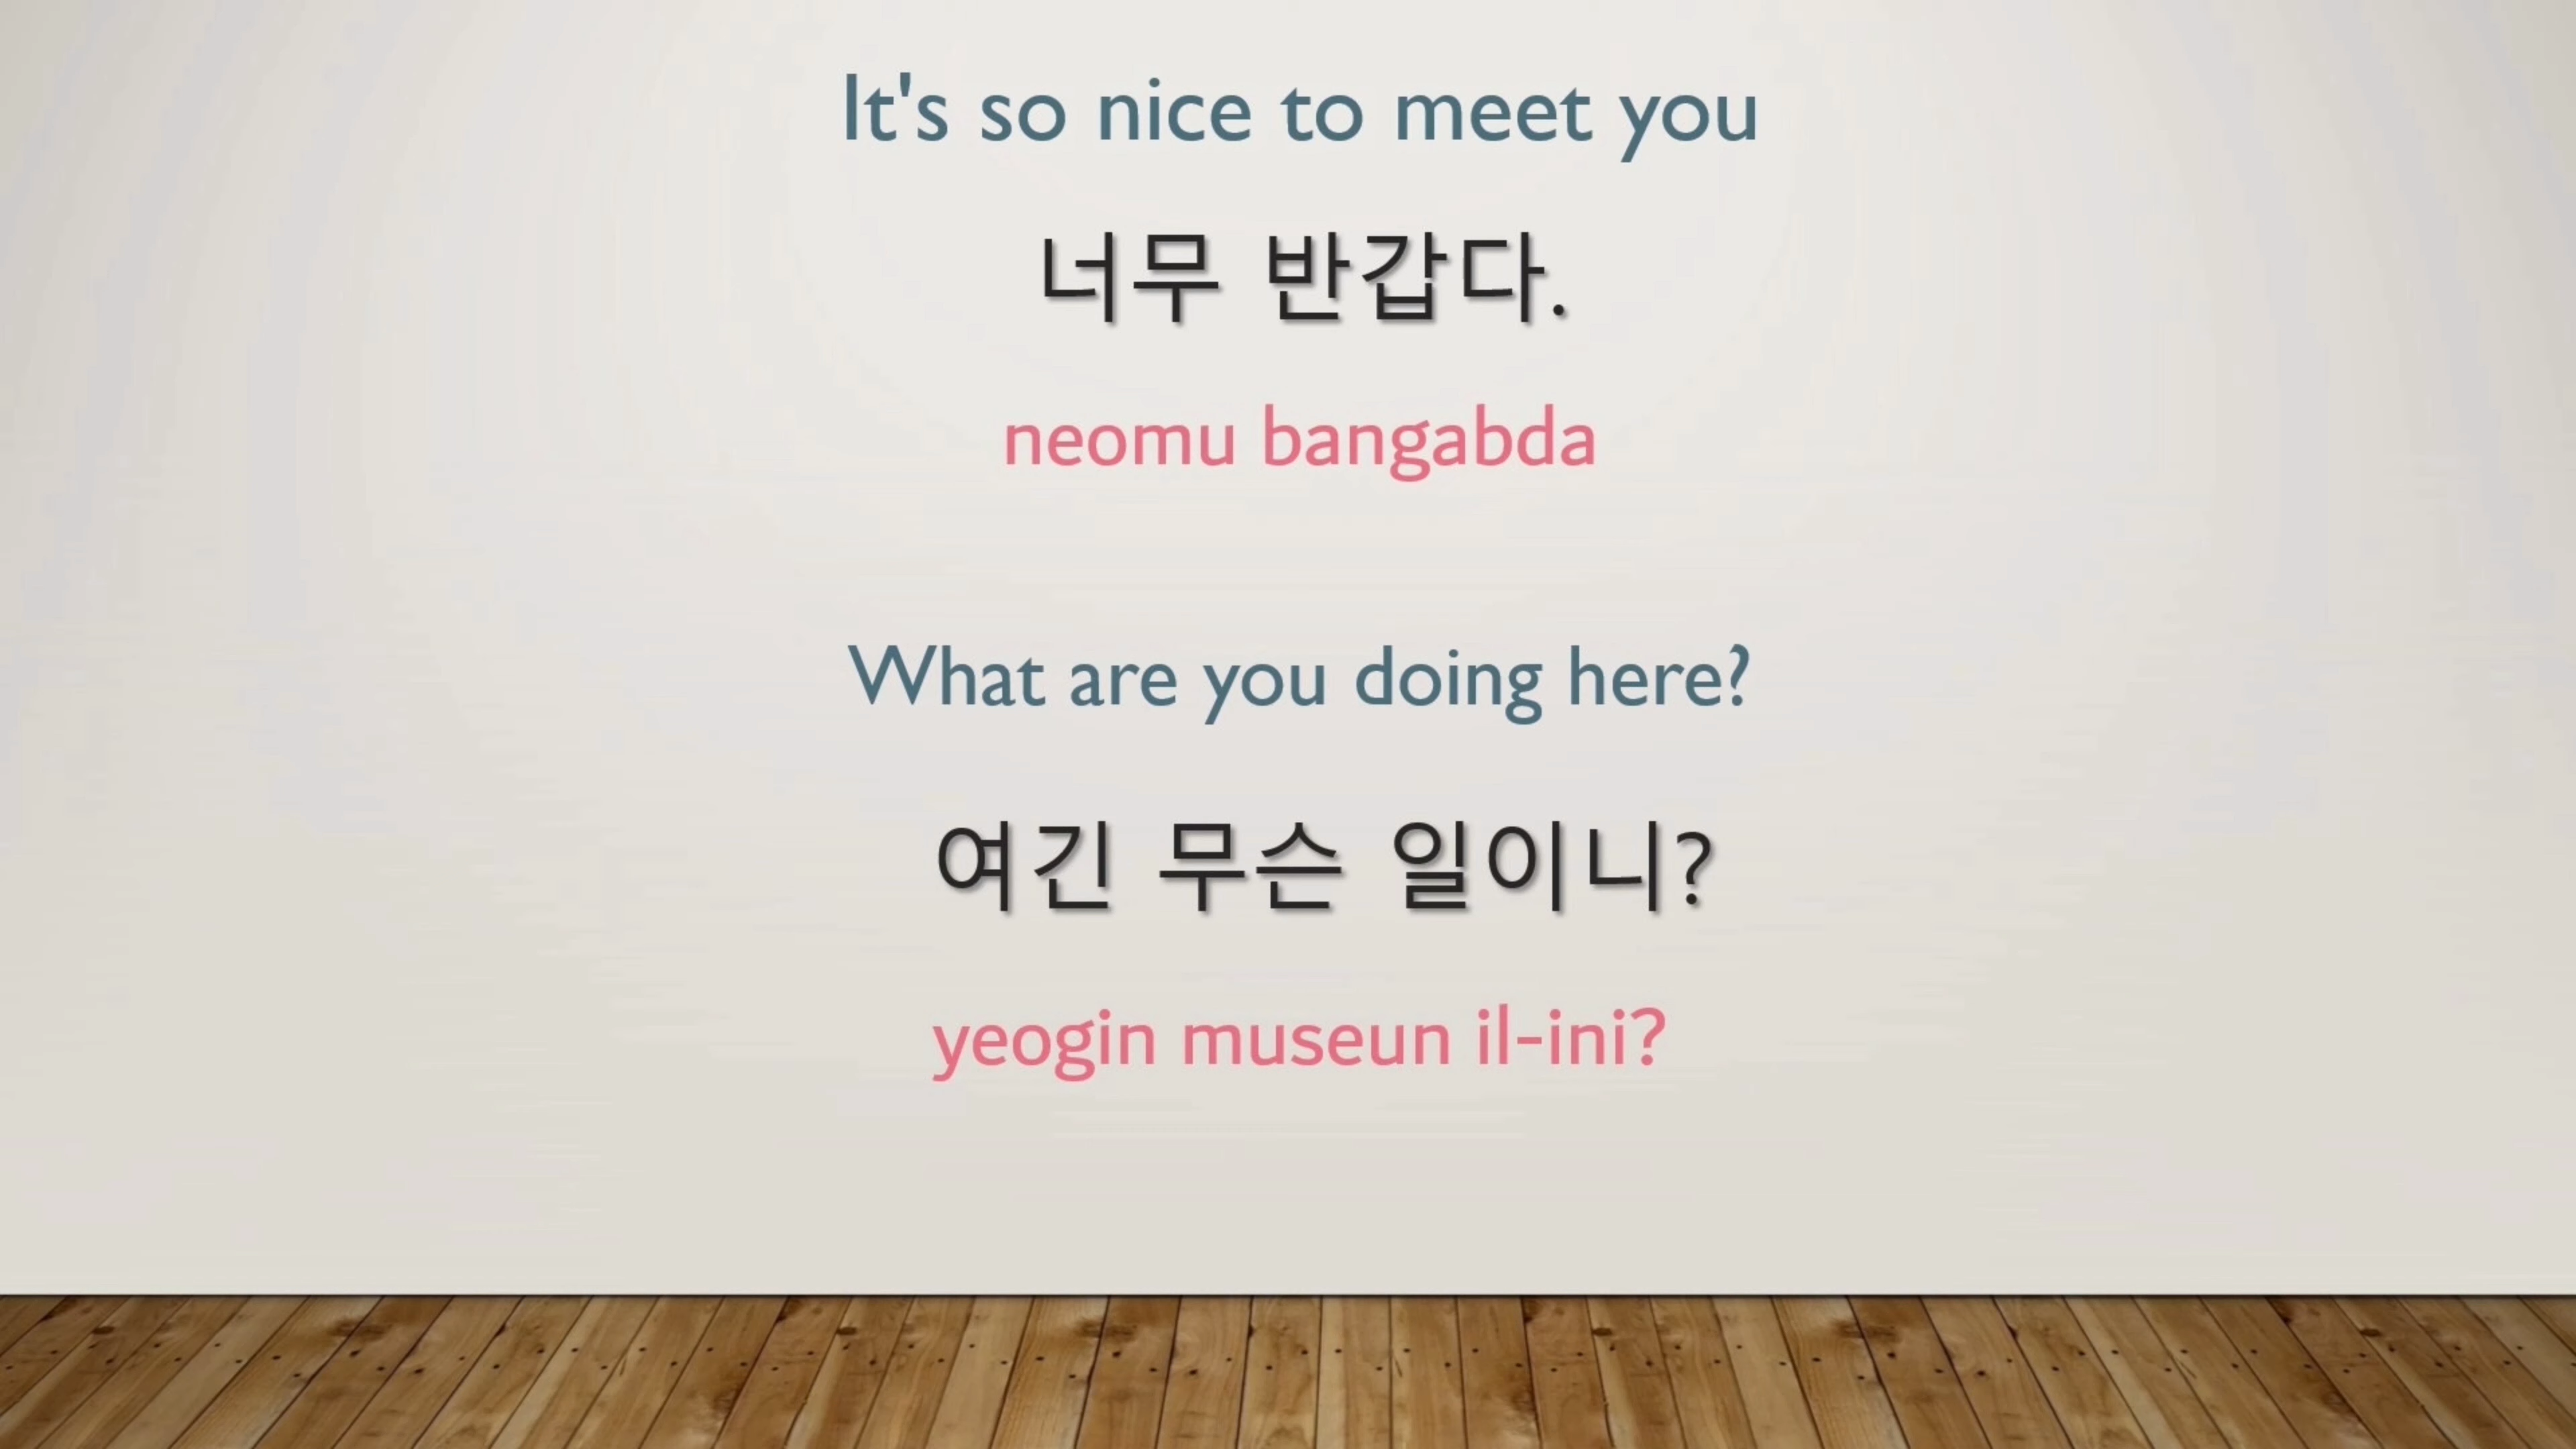 It's so nice to meet you
너무 반갑다.
neomu bangabda
What are you doing here?
여긴 무슨 일이니?
yeogin museun il-ini?